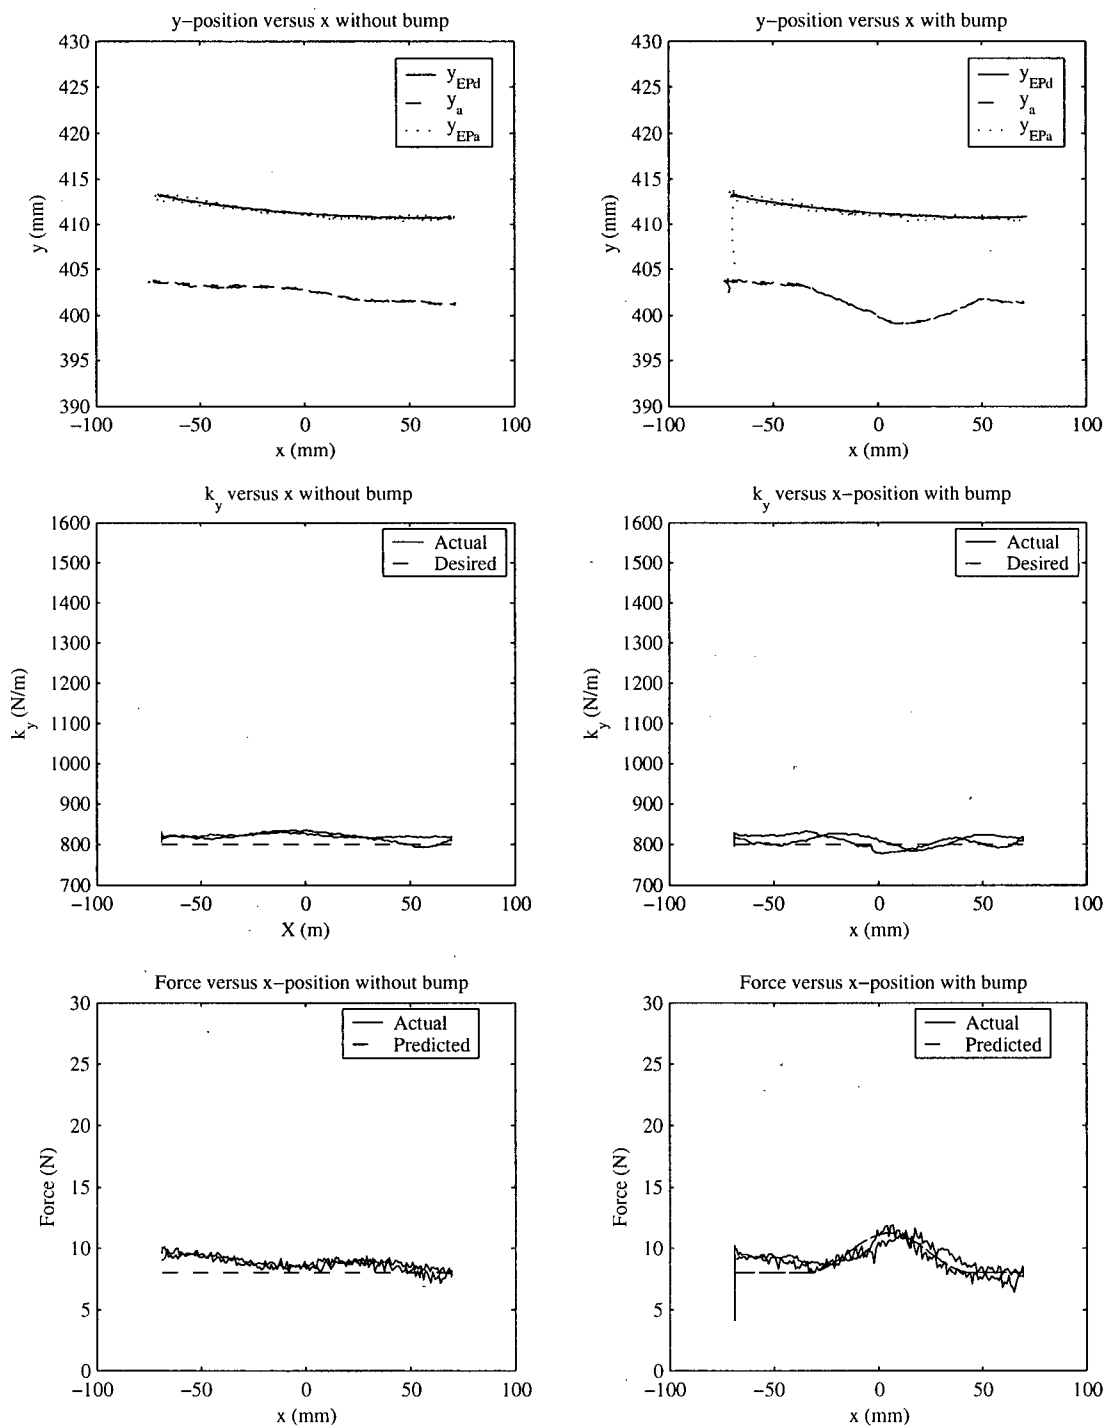 y−position versus x without bump
430
425
420
415
410
405
400
395
390
y (mm)
y_EPd
y_a
y_EPa
−100
−50
0
50
100
x (mm)
y−position versus x with bump
430
425
420
415
410
405
400
395
390
y (mm)
y_EPd
y_a
y_EPa
−100
−50
0
50
100
x (mm)
k_y versus x without bump
1600
1500
1400
1300
1200
1100
1000
900
800
700
k_y (N/m)
Actual
Desired
−100
−50
0
50
100
X (m)
k_y versus x−position with bump
1600
1500
1400
1300
1200
1100
1000
900
800
700
k_y (N/m)
Actual
Desired
−100
−50
0
50
100
x (mm)
Force versus x−position without bump
30
25
20
15
10
5
0
Force (N)
Actual
Predicted
−100
−50
0
50
100
x (mm)
Force versus x−position with bump
30
25
20
15
10
5
0
Force (N)
Actual
Predicted
−100
−50
0
50
100
x (mm)